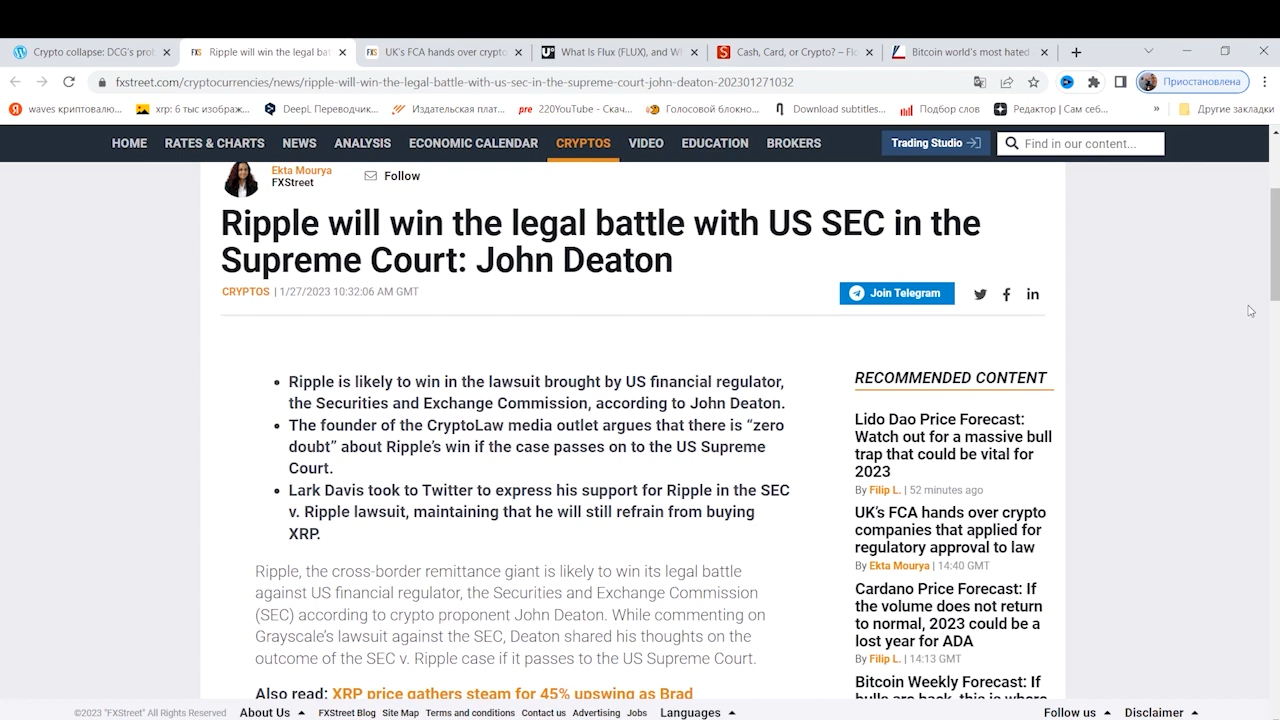 Crypto collapse: DCG's pro
Ripple will win the legal bat
UK's FCA hands over crypto
What Is Flux (FLUX), and W
Cash, Card, or Crypto? – Flo
Bitcoin world's most hated
fxstreet.com/cryptocurrencies/news/ripple-will-win-the-legal-battle-with-us-sec-in-the-supreme-court-john-deaton-202301271032
Приостановлена
waves криптовалю...
xrp: 6 тыс изображ...
DeepL Переводчик...
Издательская плат...
220YouTube - Скач...
Голосовой блокно...
Download subtitles...
Подбор слов
Редактор | Сам себ...
»
Другие закладки
HOME RATES & CHARTS NEWS ANALYSIS ECONOMIC CALENDAR CRYPTOS VIDEO EDUCATION BROKERS
Trading Studio
Find in our content...
Ekta Mourya
FXStreet
Follow
Ripple will win the legal battle with US SEC in the
Supreme Court: John Deaton
CRYPTOS | 1/27/2023 10:32:06 AM GMT
Join Telegram
Ripple is likely to win in the lawsuit brought by US financial regulator,
the Securities and Exchange Commission, according to John Deaton.
The founder of the CryptoLaw media outlet argues that there is “zero
doubt” about Ripple’s win if the case passes on to the US Supreme
Court.
Lark Davis took to Twitter to express his support for Ripple in the SEC
v. Ripple lawsuit, maintaining that he will still refrain from buying
XRP.
Ripple, the cross-border remittance giant is likely to win its legal battle
against US financial regulator, the Securities and Exchange Commission
(SEC) according to crypto proponent John Deaton. While commenting on
Grayscale’s lawsuit against the SEC, Deaton shared his thoughts on the
outcome of the SEC v. Ripple case if it passes to the US Supreme Court.
Also read: XRP price gathers steam for 45% upswing as Brad
RECOMMENDED CONTENT
Lido Dao Price Forecast:
Watch out for a massive bull
trap that could be vital for
2023
By Filip L. | 52 minutes ago
UK’s FCA hands over crypto
companies that applied for
regulatory approval to law
By Ekta Mourya | 14:40 GMT
Cardano Price Forecast: If
the volume does not return
to normal, 2023 could be a
lost year for ADA
By Filip L. | 14:13 GMT
Bitcoin Weekly Forecast: If
bulls are back, this is where
©2023 "FXStreet" All Rights Reserved
About Us
FXStreet Blog Site Map Terms and conditions Contact us Advertising Jobs
Languages
Follow us
Disclaimer